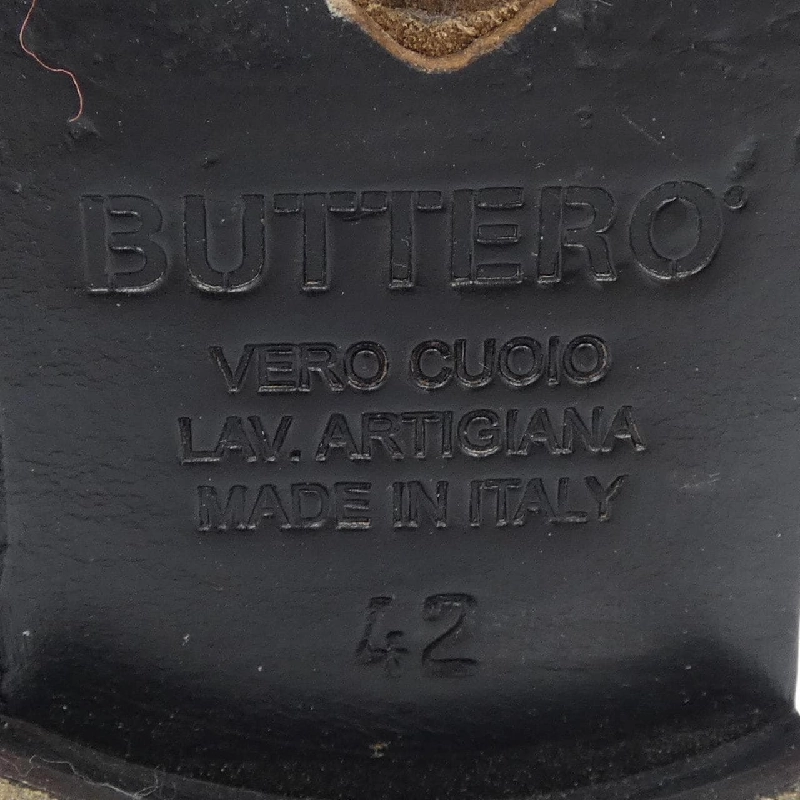 BUTTERO
VERO CUOIO
LAV. ARTIGIANA
MADE IN ITALY
42